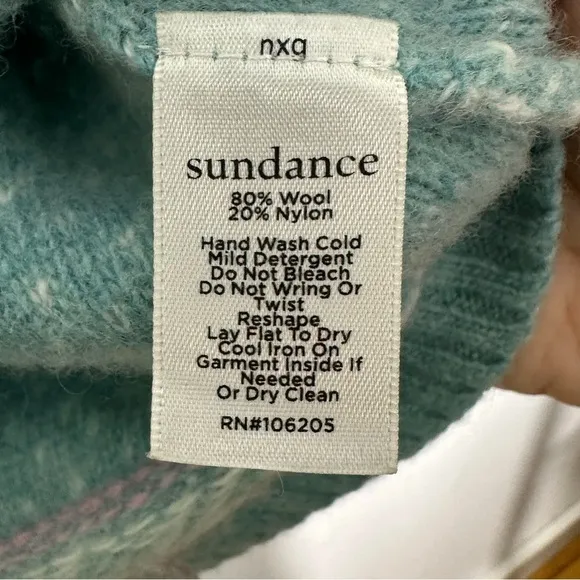 nxg
sundance
80% Wool
20% Nylon
Hand Wash Cold
Mild Detergent
Do Not Bleach
Do Not Wring Or
Twist
Reshape
Lay Flat To Dry
Cool Iron On
Garment Inside If
Needed
Or Dry Clean
RN#106205